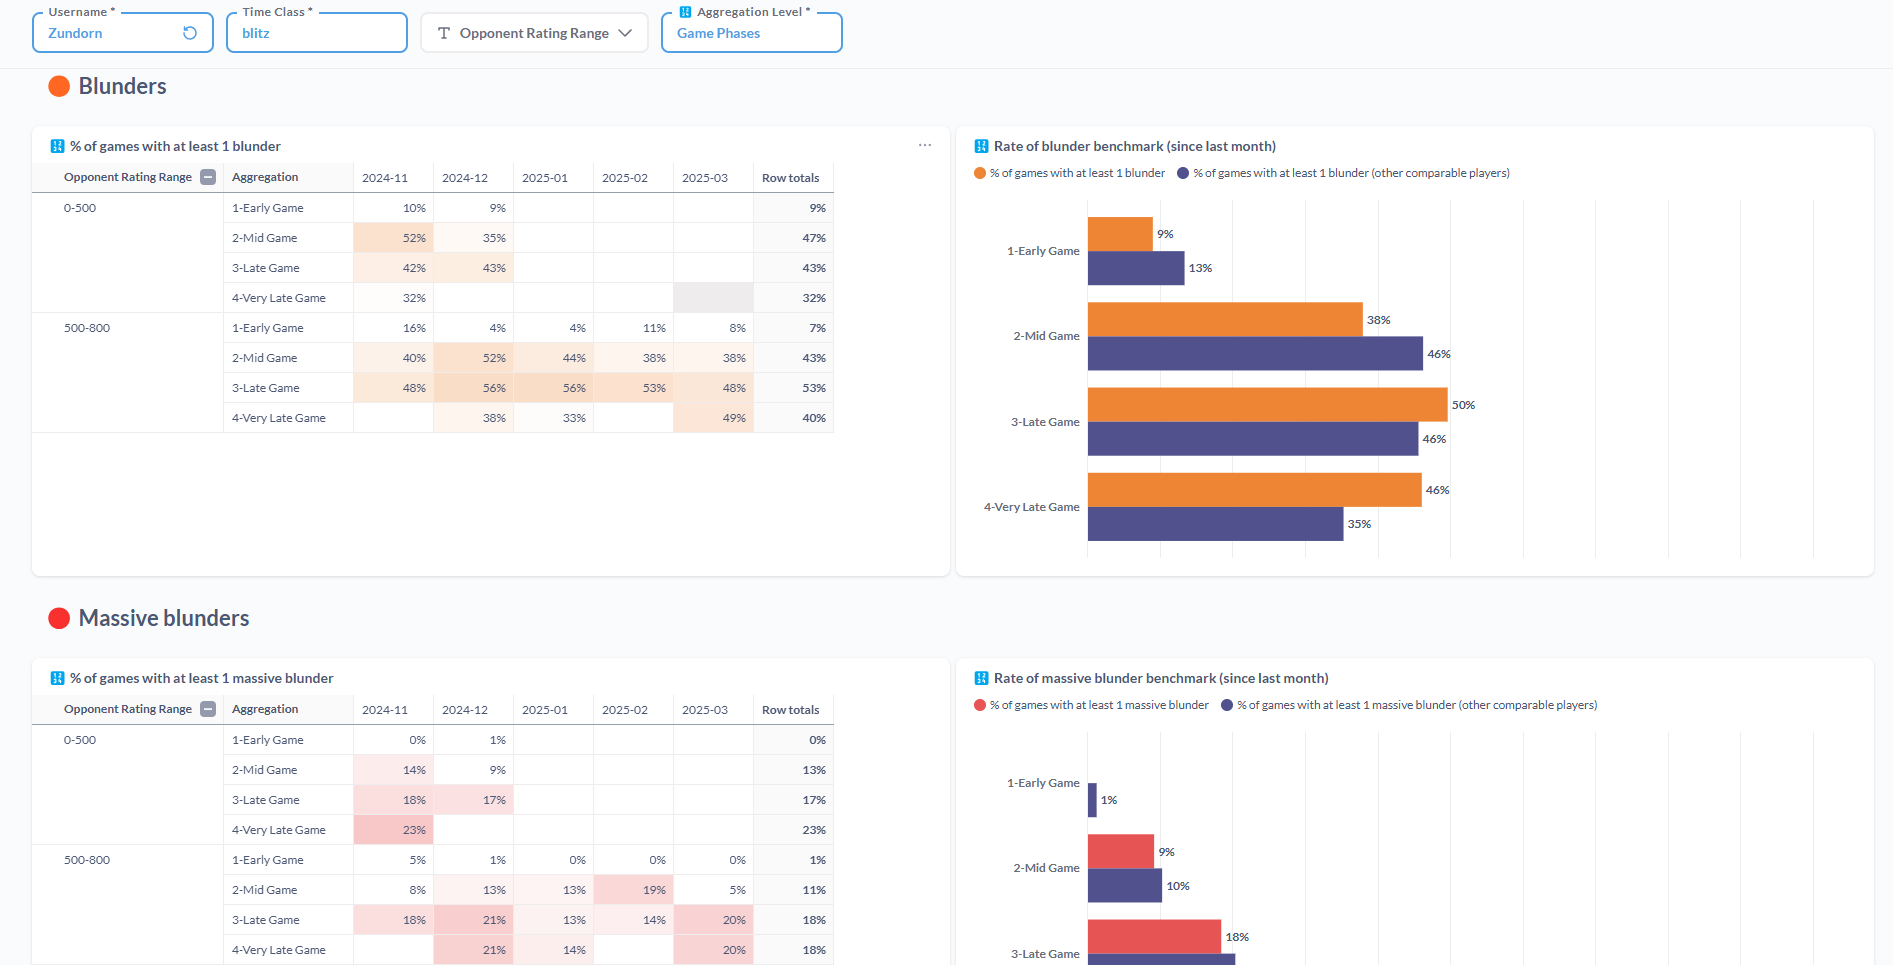 Username *
Time Class *
Aggregation Level *
Zundorn
blitz
Opponent Rating Range
Game Phases
Blunders
% of games with at least 1 blunder
Opponent Rating Range Aggregation 2024-11 2024-12 2025-01 2025-02 2025-03 Row totals
0-500 1-Early Game 10% 9% 9%
2-Mid Game 52% 35% 47%
3-Late Game 42% 43% 43%
4-Very Late Game 32% 32%
500-800 1-Early Game 16% 4% 4% 11% 8% 7%
2-Mid Game 40% 52% 44% 38% 38% 43%
3-Late Game 48% 56% 56% 53% 48% 53%
4-Very Late Game 38% 33% 49% 40%
Rate of blunder benchmark (since last month)
% of games with at least 1 blunder % of games with at least 1 blunder (other comparable players)
1-Early Game 9%
13%
2-Mid Game 38%
46%
3-Late Game 50%
46%
4-Very Late Game 46%
35%
Massive blunders
% of games with at least 1 massive blunder
Opponent Rating Range Aggregation 2024-11 2024-12 2025-01 2025-02 2025-03 Row totals
0-500 1-Early Game 0% 1% 0%
2-Mid Game 14% 9% 13%
3-Late Game 18% 17% 17%
4-Very Late Game 23% 23%
500-800 1-Early Game 5% 1% 0% 0% 0% 1%
2-Mid Game 8% 13% 13% 19% 5% 11%
3-Late Game 18% 21% 13% 14% 20% 18%
4-Very Late Game 21% 14% 20% 18%
Rate of massive blunder benchmark (since last month)
% of games with at least 1 massive blunder % of games with at least 1 massive blunder (other comparable players)
1-Early Game 1%
2-Mid Game 9%
10%
3-Late Game 18%